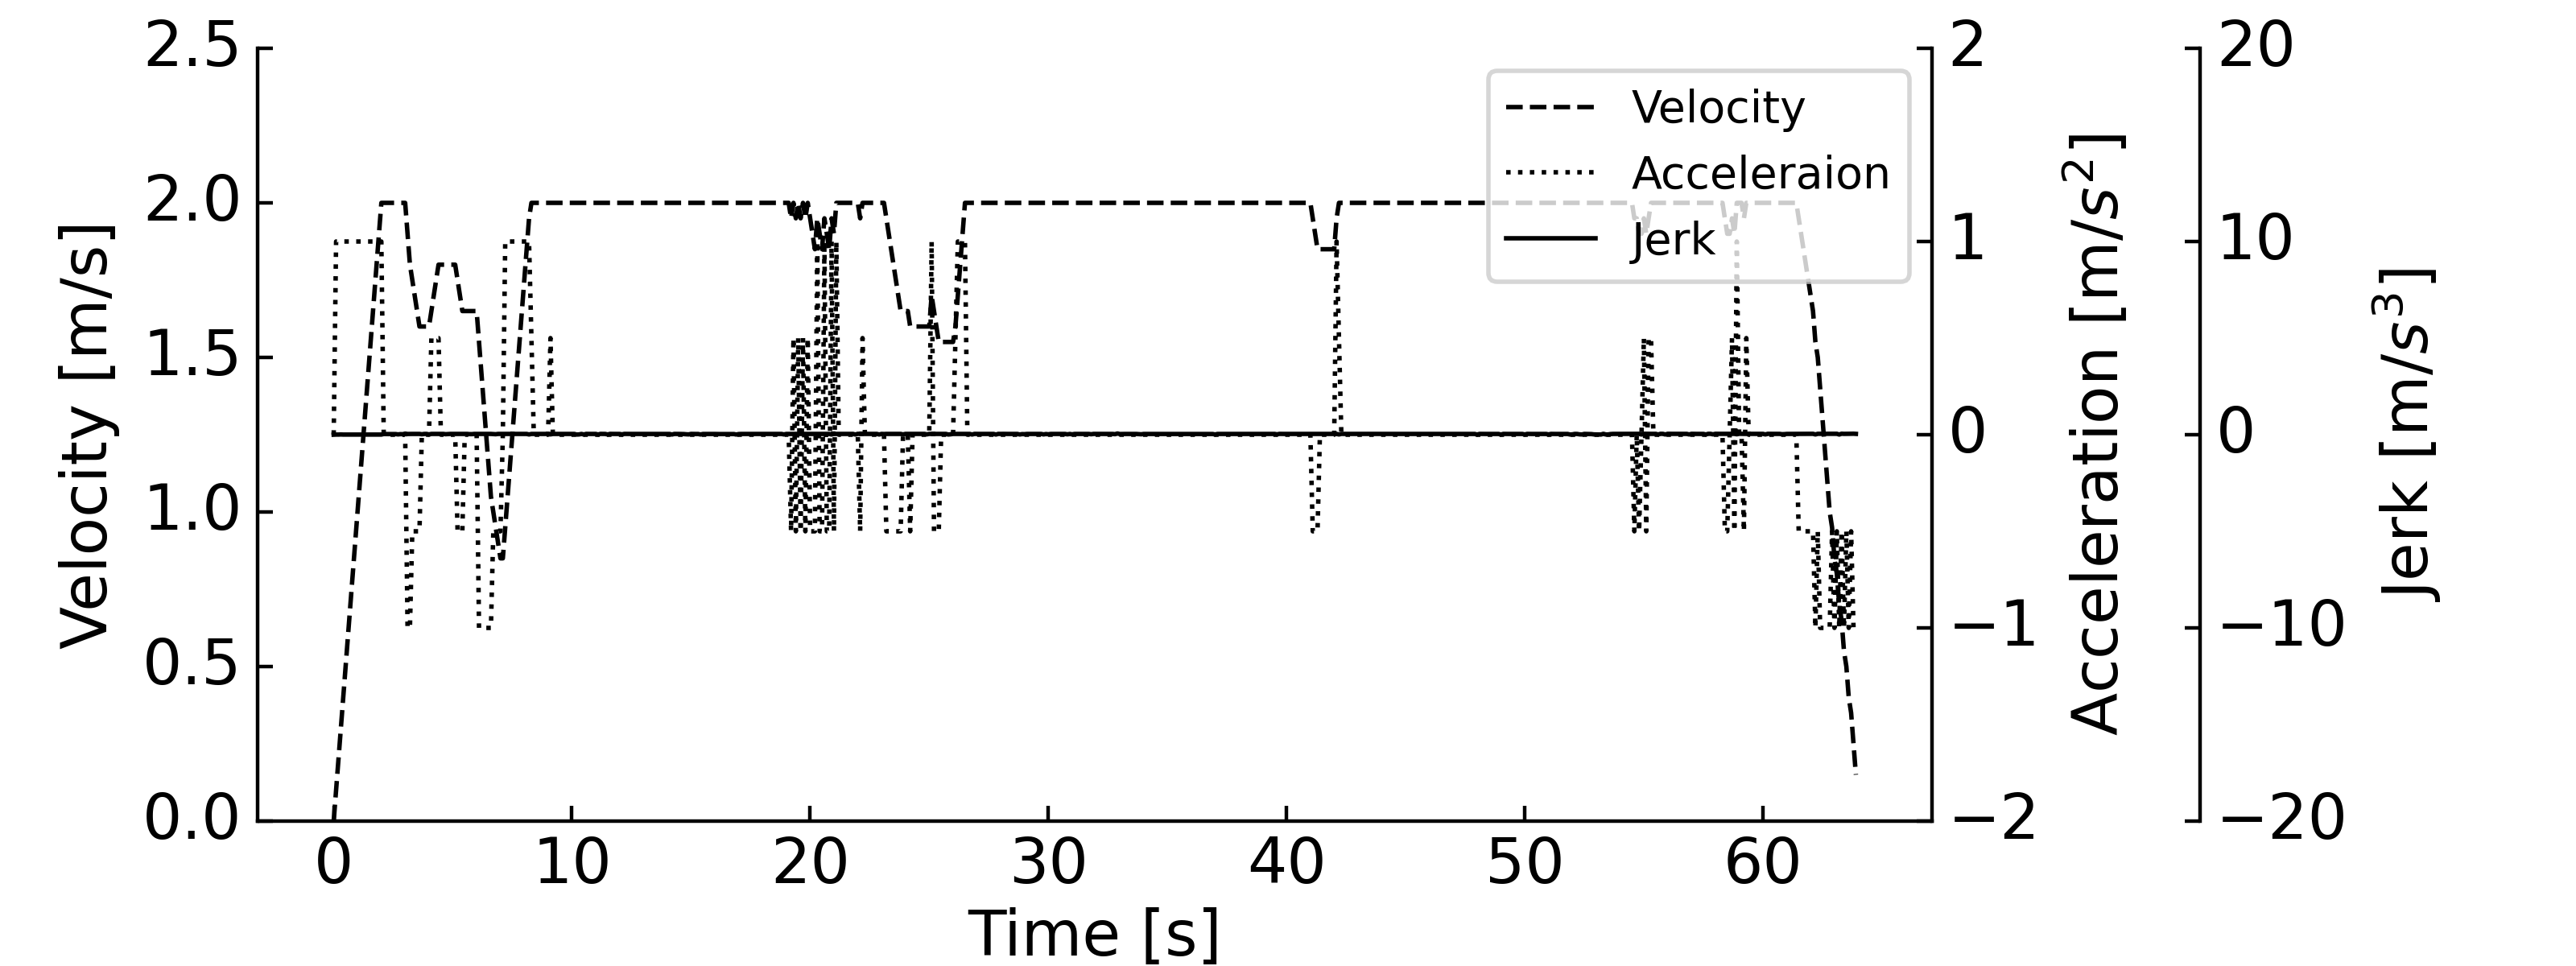 2.5
2.0
1.5
1.0
0.5
0.0
Velocity [m/s]
0 10 20 30 40 50 60
Time [s]
Velocity
Acceleraion
Jerk
2
1
0
−1
−2
Acceleration [m/s²]
20
10
0
−10
−20
Jerk [m/s³]